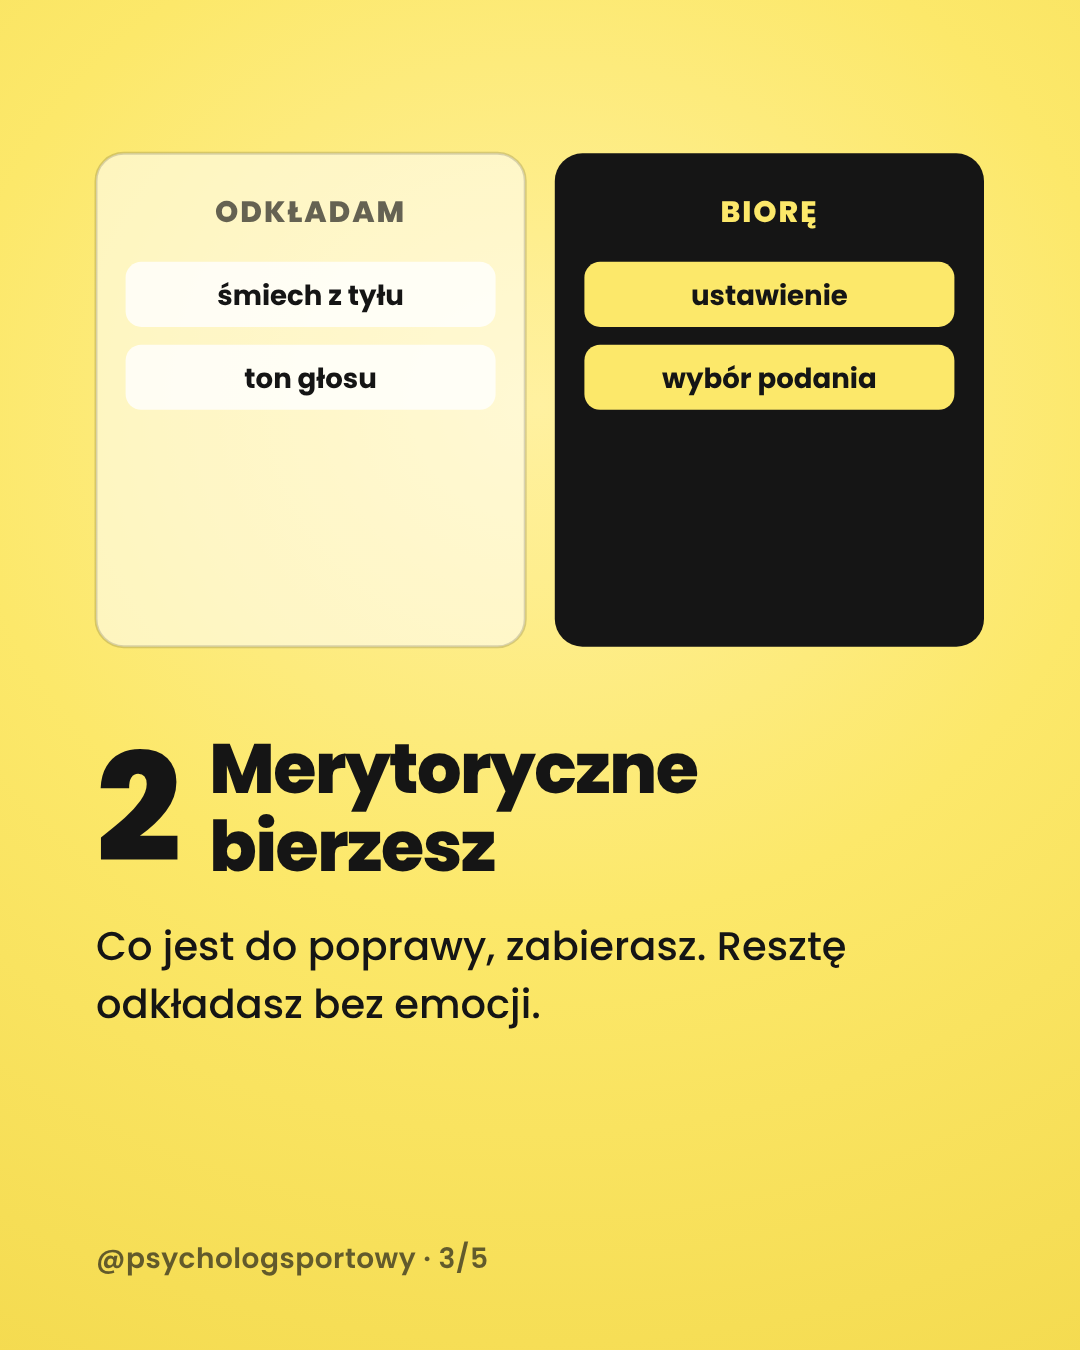 ODKŁADAM
śmiech z tyłu
ton głosu
BIORĘ
ustawienie
wybór podania
2 Merytoryczne
bierzesz
Co jest do poprawy, zabierasz. Resztę
odkładasz bez emocji.
@psychologsportowy · 3/5